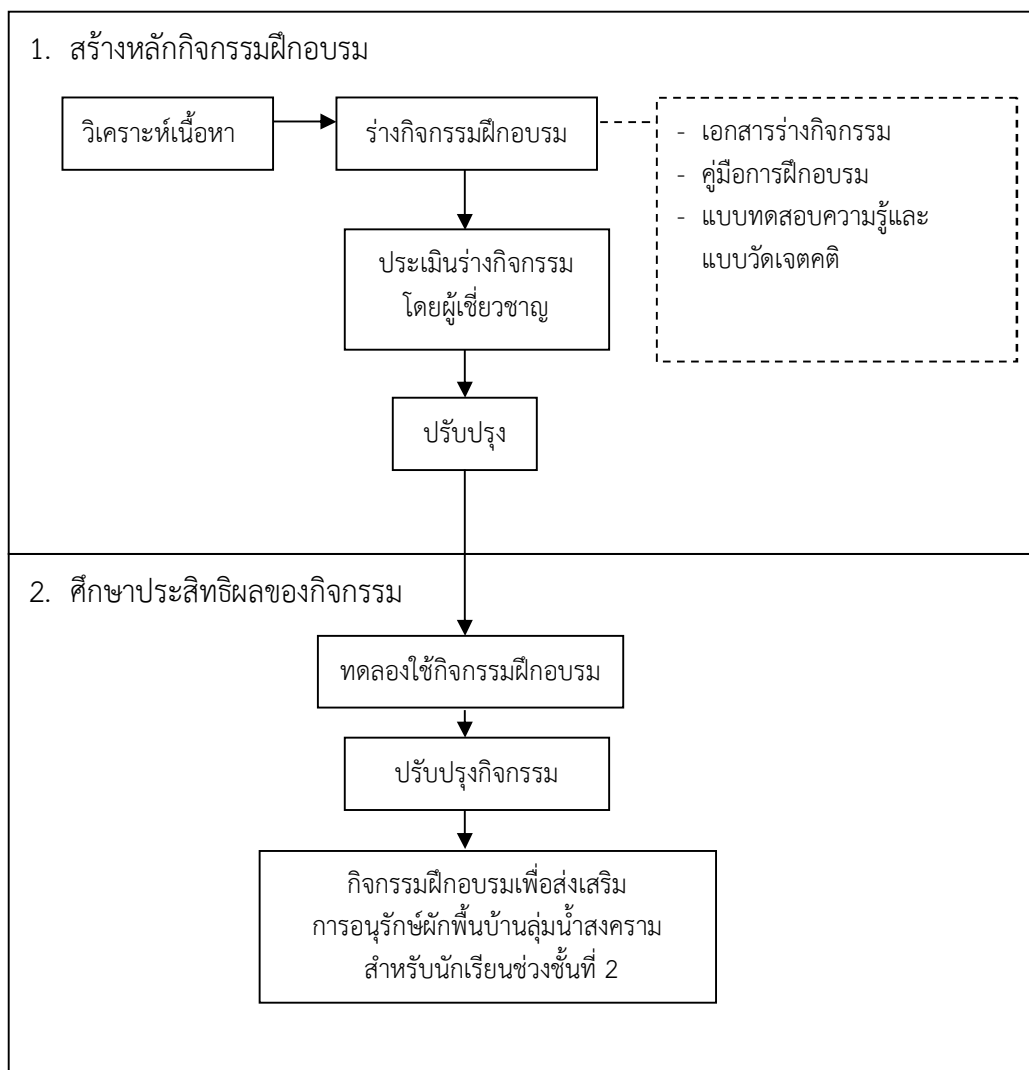 1. สร้างหลักกิจกรรมฝึกอบรม
วิเคราะห์เนื้อหา
ร่างกิจกรรมฝึกอบรม
- เอกสารร่างกิจกรรม
- คู่มือการฝึกอบรม
- แบบทดสอบความรู้และ
แบบวัดเจตคติ
ประเมินร่างกิจกรรม
โดยผู้เชี่ยวชาญ
ปรับปรุง
2. ศึกษาประสิทธิผลของกิจกรรม
ทดลองใช้กิจกรรมฝึกอบรม
ปรับปรุงกิจกรรม
กิจกรรมฝึกอบรมเพื่อส่งเสริม
การอนุรักษ์ผักพื้นบ้านลุ่มน้ำสงคราม
สำหรับนักเรียนช่วงชั้นที่ 2